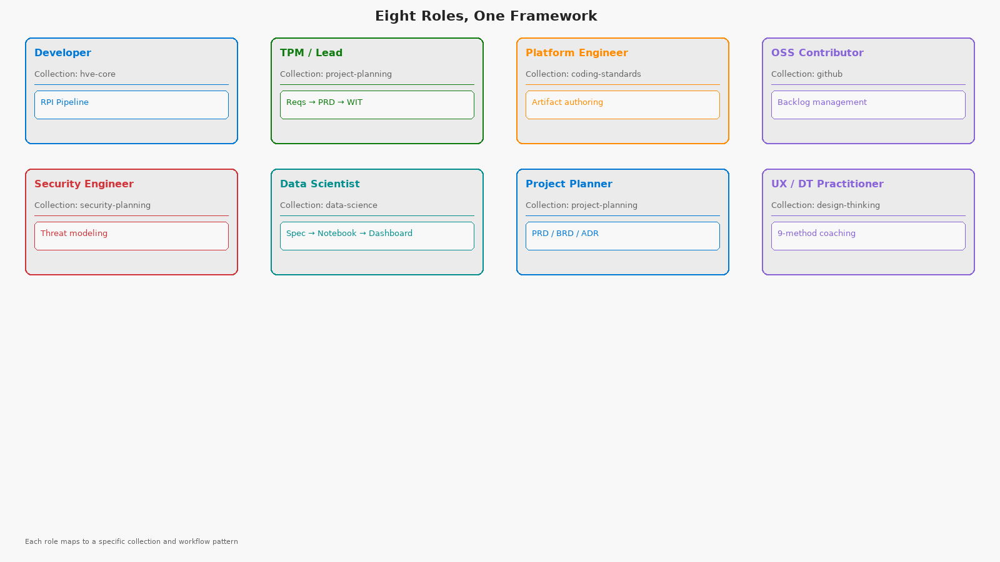 Eight Roles, One Framework
Developer
Collection: hve-core
RPI Pipeline
TPM / Lead
Collection: project-planning
Reqs → PRD → WIT
Platform Engineer
Collection: coding-standards
Artifact authoring
OSS Contributor
Collection: github
Backlog management
Security Engineer
Collection: security-planning
Threat modeling
Data Scientist
Collection: data-science
Spec → Notebook → Dashboard
Project Planner
Collection: project-planning
PRD / BRD / ADR
UX / DT Practitioner
Collection: design-thinking
9-method coaching
Each role maps to a specific collection and workflow pattern